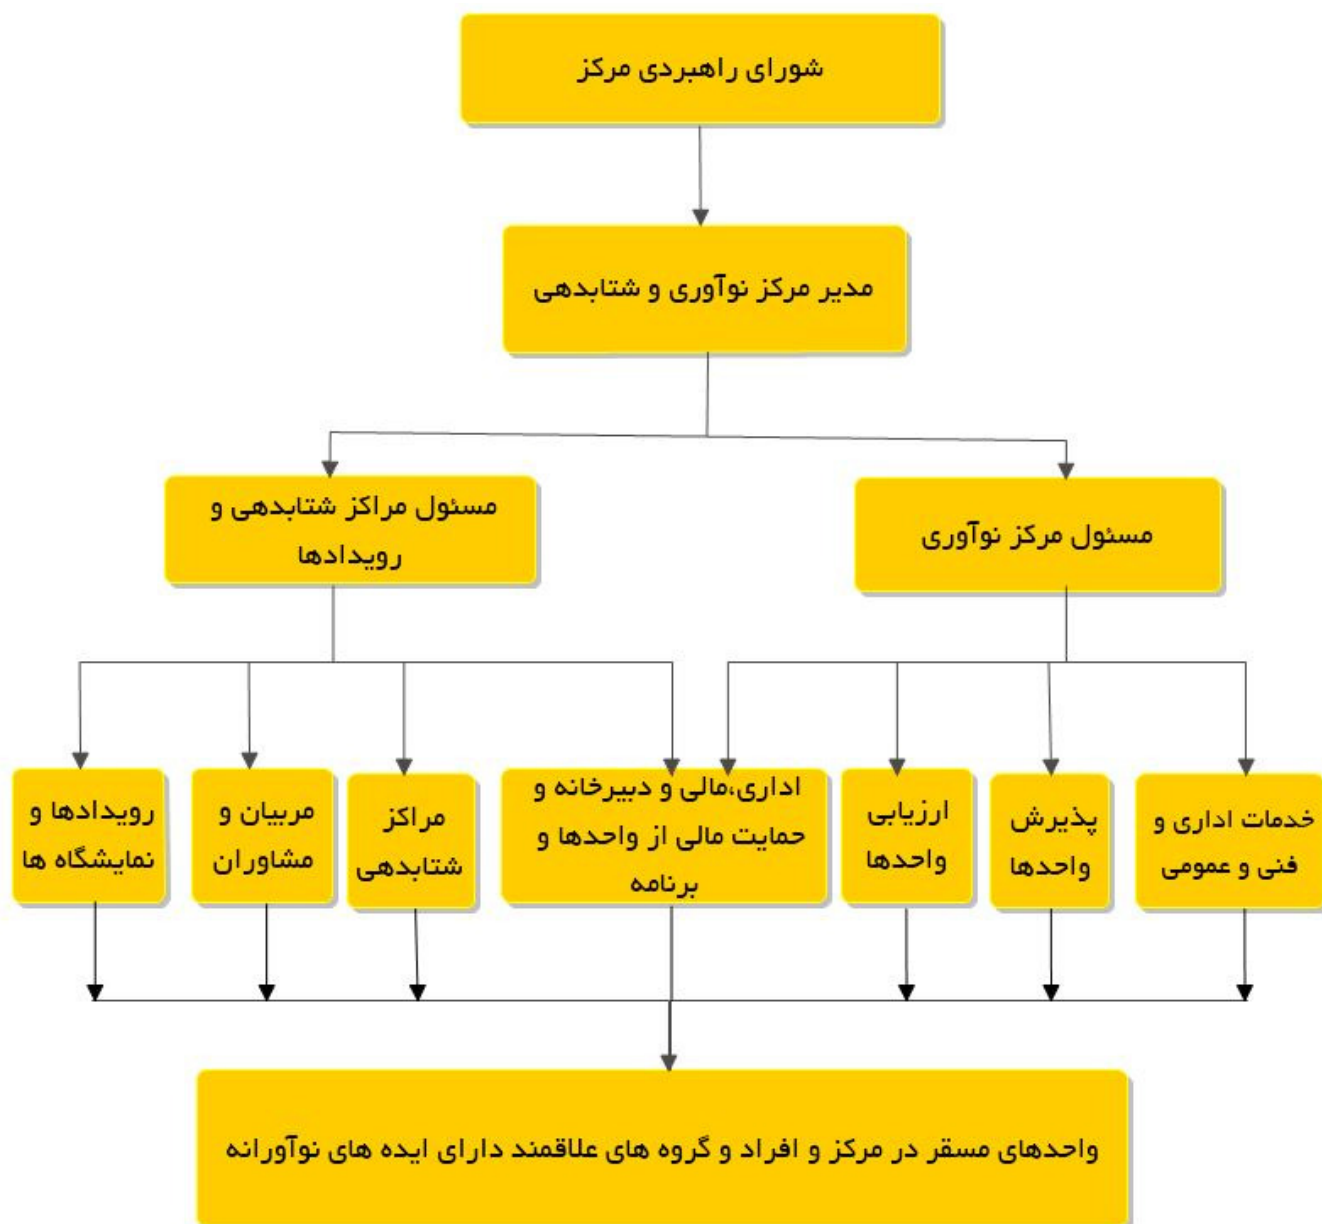 شورای راهبردی مرکز
مدیر مرکز نوآوری و شتابدهی
مسئول مرکز نوآوری
مسئول مراکز شتابدهی و
رویدادها
خدمات اداری و
فنی و عمومی
پذیرش
واحدها
ارزیابی
واحدها
اداری،مالی و دبیرخانه و
حمایت مالی از واحدها و
برنامه
مراکز
شتابدهی
مربیان و
مشاوران
رویدادها و
نمایشگاه ها
واحدهای مسقر در مرکز و افراد و گروه های علاقمند دارای ایده های نوآورانه